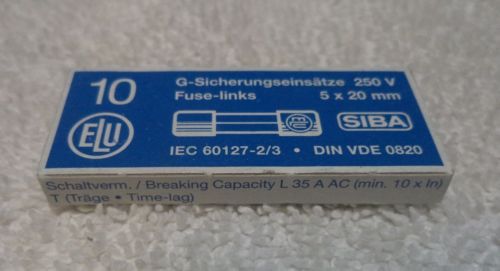 10
ELU
G-Sicherungseinsätze 250 V
Fuse-links 5 x 20 mm
SIBA
IEC 60127-2/3 • DIN VDE 0820
Schaltverm. / Breaking Capacity L 35 A AC (min. 10 x In)
T (Träge • Time-lag)